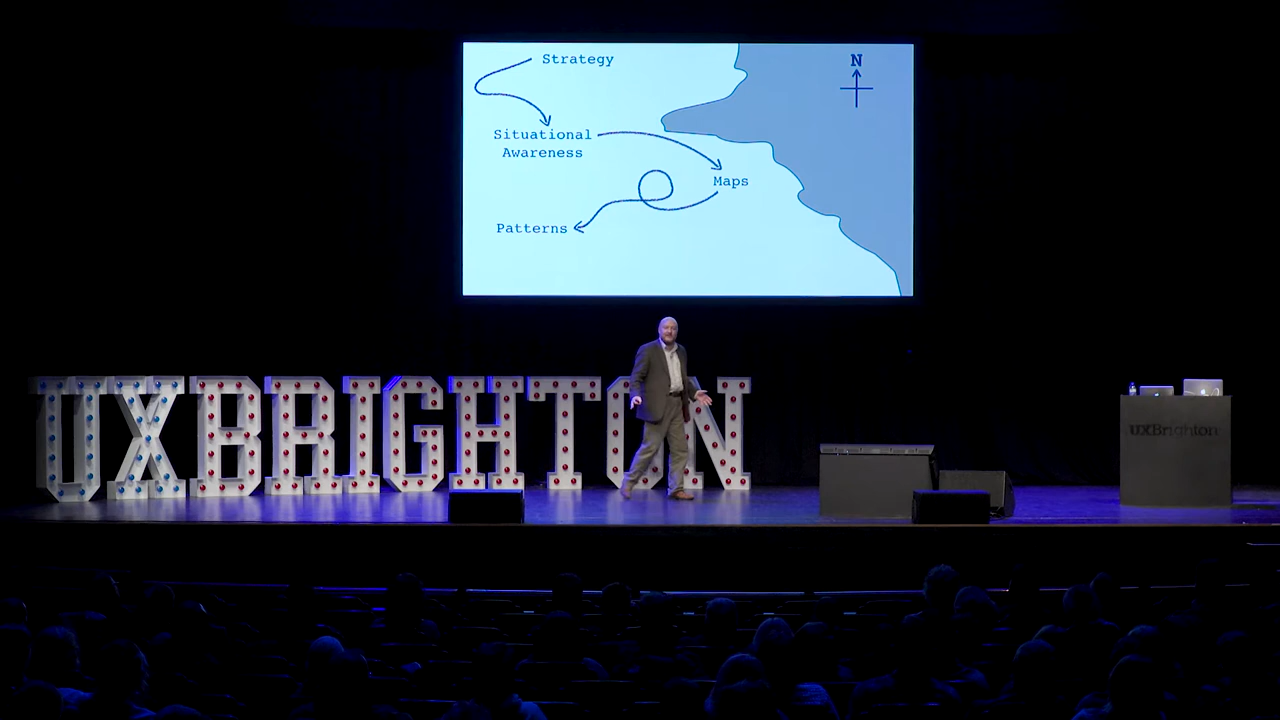 Strategy
N
Situational
Awareness
Maps
Patterns
UXBRIGHTON
uxBrighton